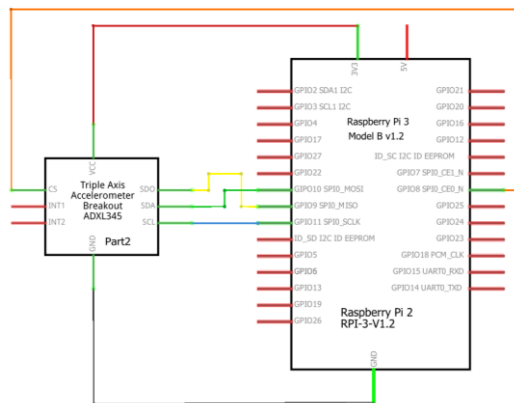 3V3
5V
GPIO2 SDA1 I2C
GPIO3 SCL1 I2C
GPIO4
GPIO17
GPIO27
GPIO22
GIPO10 SPI0_MOSI
GPIO9 SPI0_MISO
GPIO11 SPI0_SCLK
ID_SD I2C ID EEPROM
GPIO5
GPIO6
GPIO13
GPIO19
GPIO26
Raspberry Pi 3
Model B v1.2
GPIO21
GPIO20
GPIO16
GPIO12
ID_SC I2C ID EEPROM
GPIO7 SPI0_CE1_N
GPIO8 SPI0_CE0_N
GPIO25
GPIO24
GPIO23
GPIO18 PCM_CLK
GPIO15 UART0_RXD
GPIO14 UART0_TXD
Raspberry Pi 2
RPI-3-V1.2
GND
VCC
CS
INT1
INT2
Triple Axis
Accelerometer
Breakout
ADXL345
Part2
SDO
SDA
SCL
GND